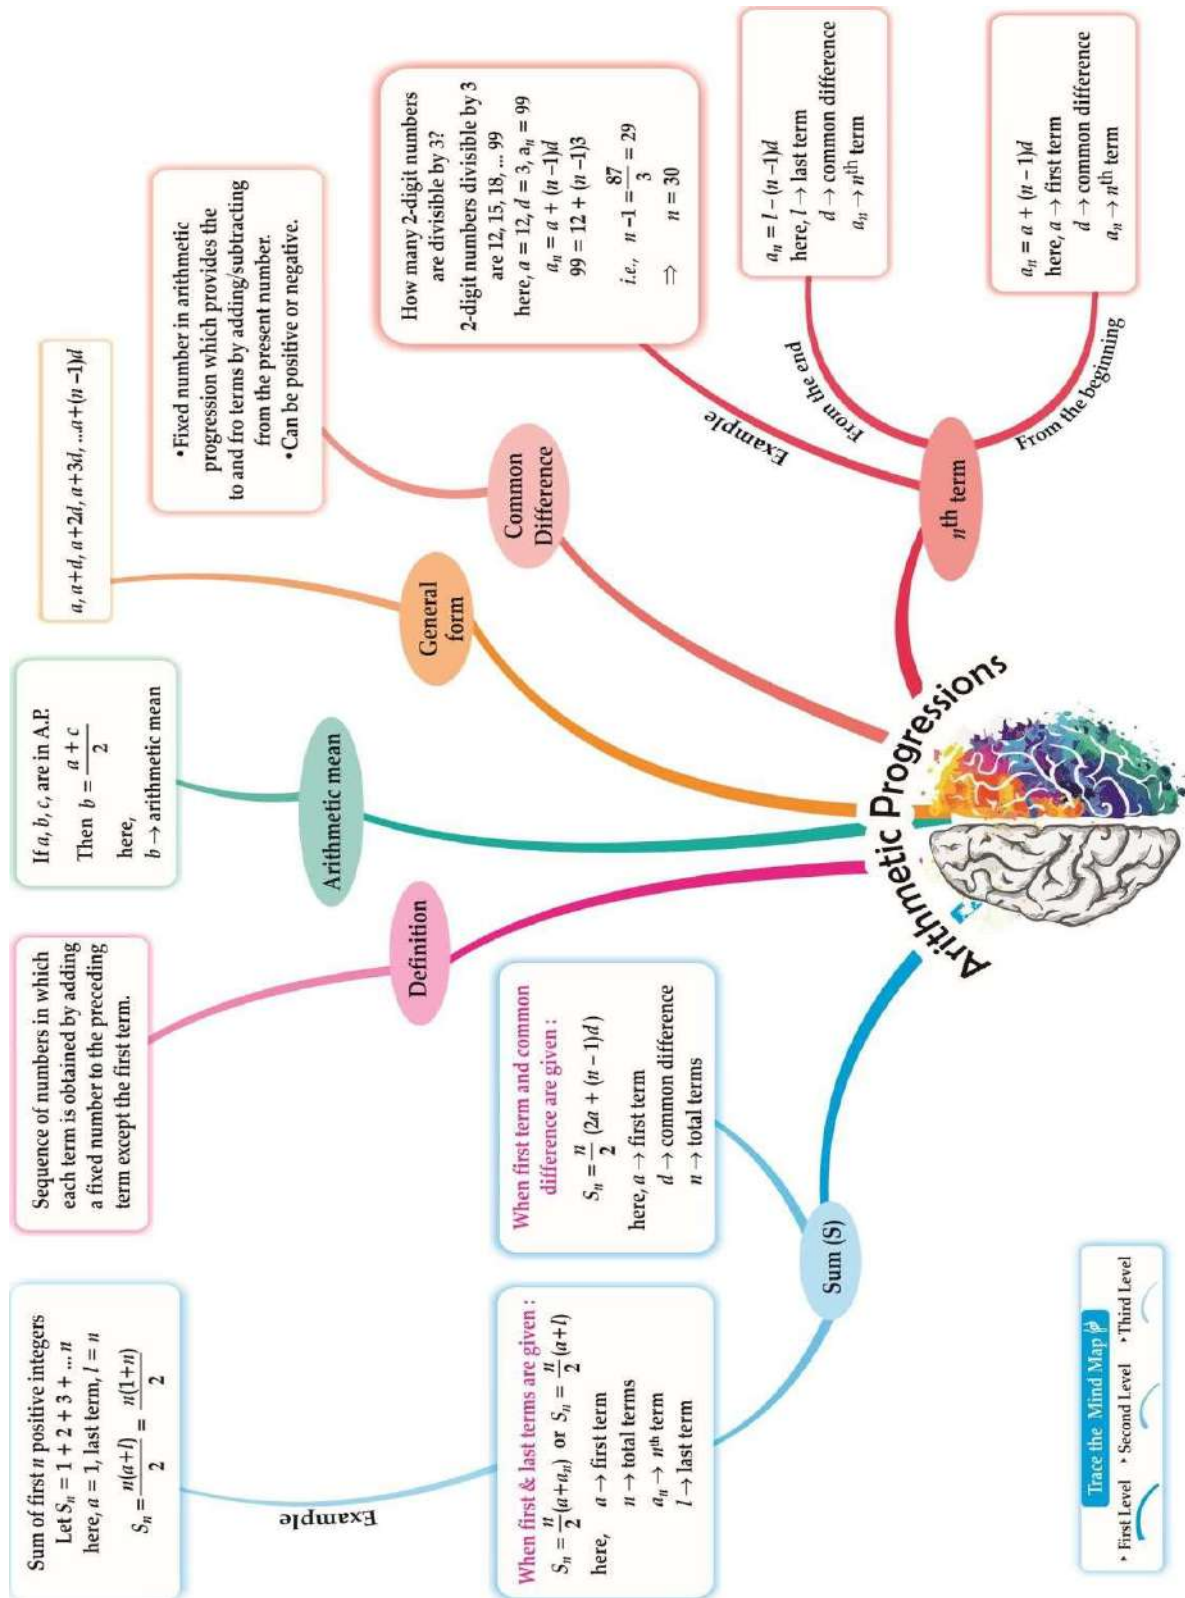 Arithmetic Progressions
Sum (S)
When first & last terms are given :
Sₙ = n/2 (a+aₙ) or Sₙ = n/2 (a+l)
here, a → first term
n → total terms
aₙ → nᵗʰ term
l → last term
Example
Sum of first n positive integers
Let Sₙ = 1 + 2 + 3 + ... n
here, a = 1, last term, l = n
Sₙ = n(a+l)/2 = n(1+n)/2
When first term and common
difference are given :
Sₙ = n/2 (2a + (n − 1)d)
here, a → first term
d → common difference
n → total terms
Definition
Sequence of numbers in which
each term is obtained by adding
a fixed number to the preceding
term except the first term.
Arithmetic mean
If a, b, c, are in A.P.
Then b = a + c/2
here,
b → arithmetic mean
General
form
a, a+d, a+2d, a+3d, ...a+(n−1)d
Common
Difference
•Fixed number in arithmetic
progression which provides the
to and fro terms by adding/subtracting
from the present number.
•Can be positive or negative.
nᵗʰ term
Example
How many 2-digit numbers
are divisible by 3?
2-digit numbers divisible by 3
are 12, 15, 18, ... 99
here, a = 12, d = 3, aₙ = 99
aₙ = a + (n −1)d
99 = 12 + (n −1)3
i.e., n −1 = 87/3 = 29
⇒ n = 30
From the end
aₙ = l − (n −1)d
here, l → last term
d → common difference
aₙ → nᵗʰ term
From the beginning
aₙ = a + (n −1)d
here, a → first term
d → common difference
aₙ → nᵗʰ term
Trace the Mind Map
▸ First Level ▸ Second Level ▸ Third Level